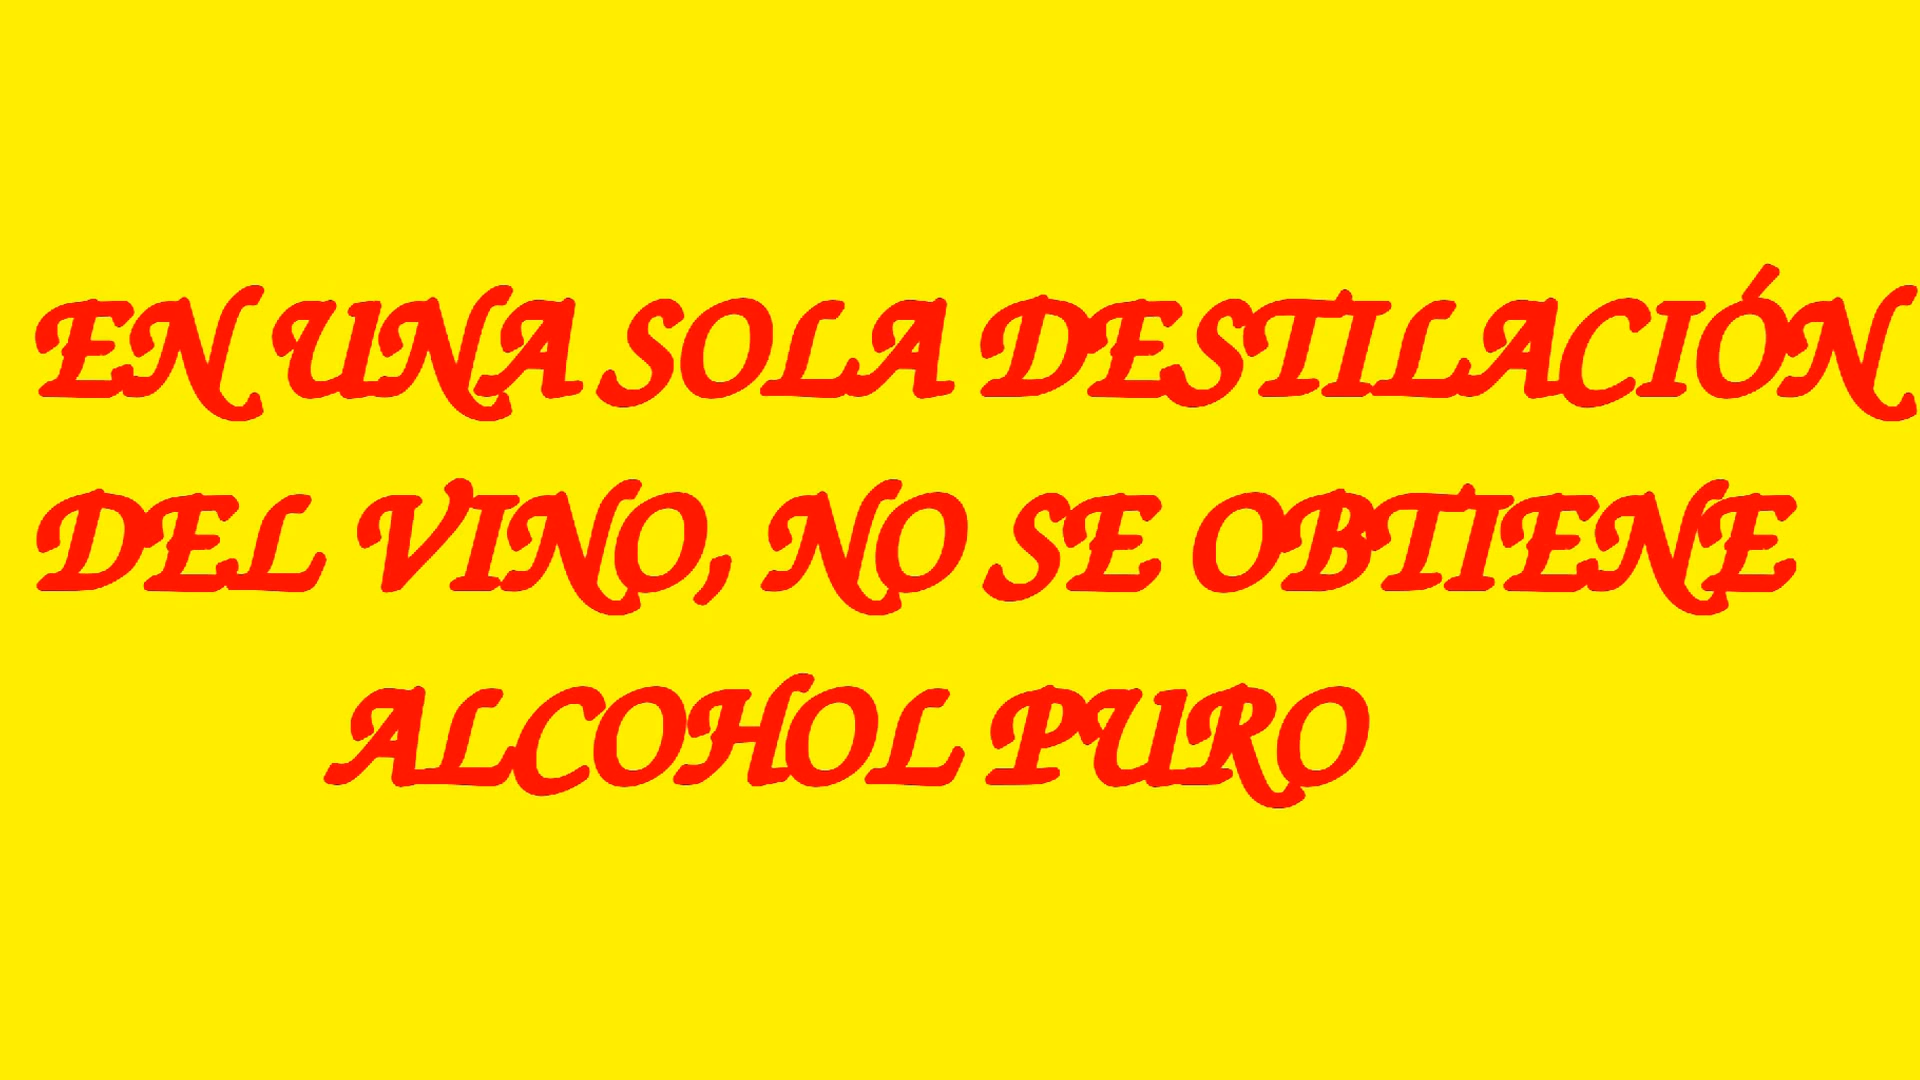 EN UNA SOLA DESTILACIÓN
DEL VINO, NO SE OBTIENE
ALCOHOL PURO